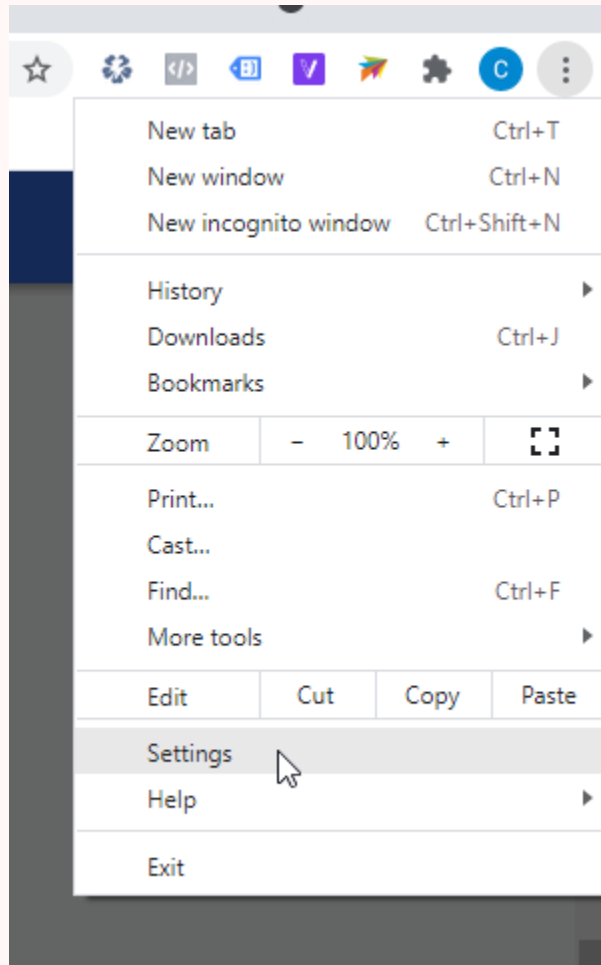 </> V C
New tab Ctrl+T
New window Ctrl+N
New incognito window Ctrl+Shift+N
History
Downloads Ctrl+J
Bookmarks
Zoom − 100% +
Print... Ctrl+P
Cast...
Find... Ctrl+F
More tools
Edit Cut Copy Paste
Settings
Help
Exit